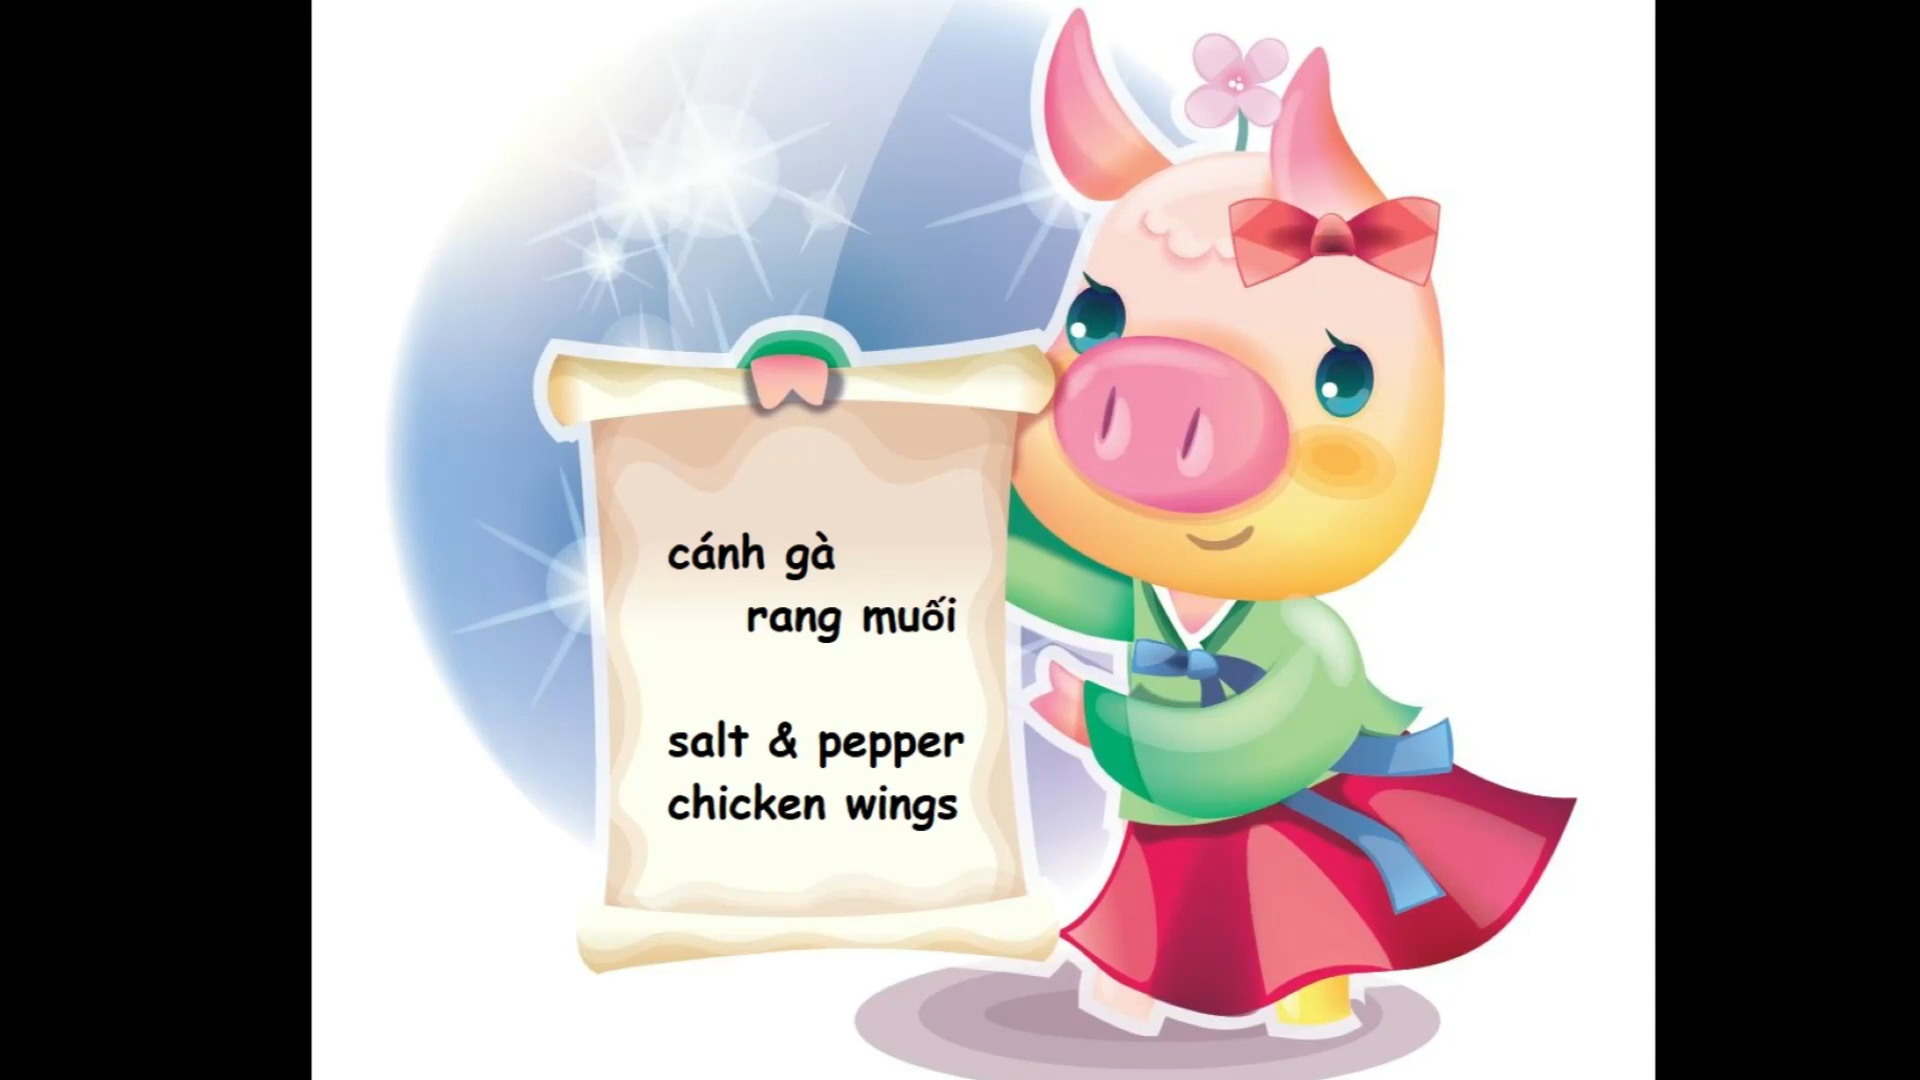 cánh gà
rang muối
salt & pepper
chicken wings